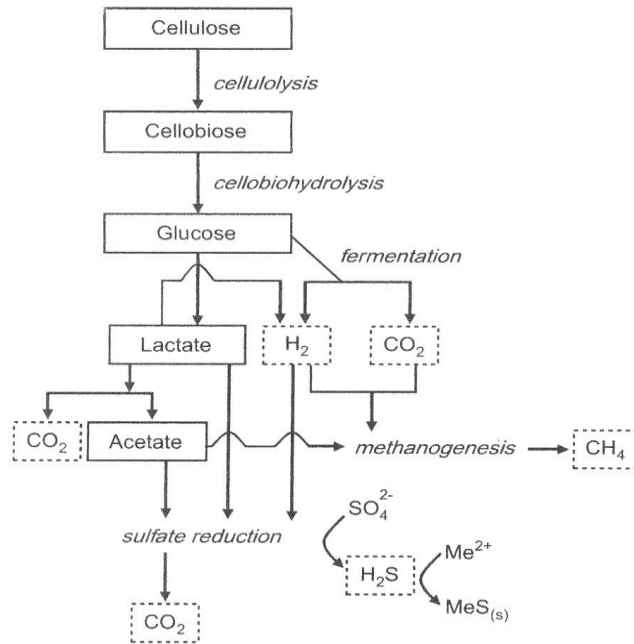 Cellulose
cellulolysis
Cellobiose
cellobiohydrolysis
Glucose
fermentation
Lactate
H₂
CO₂
CO₂
Acetate
methanogenesis
CH₄
sulfate reduction
SO₄²⁻
H₂S
Me²⁺
MeS₍s₎
CO₂